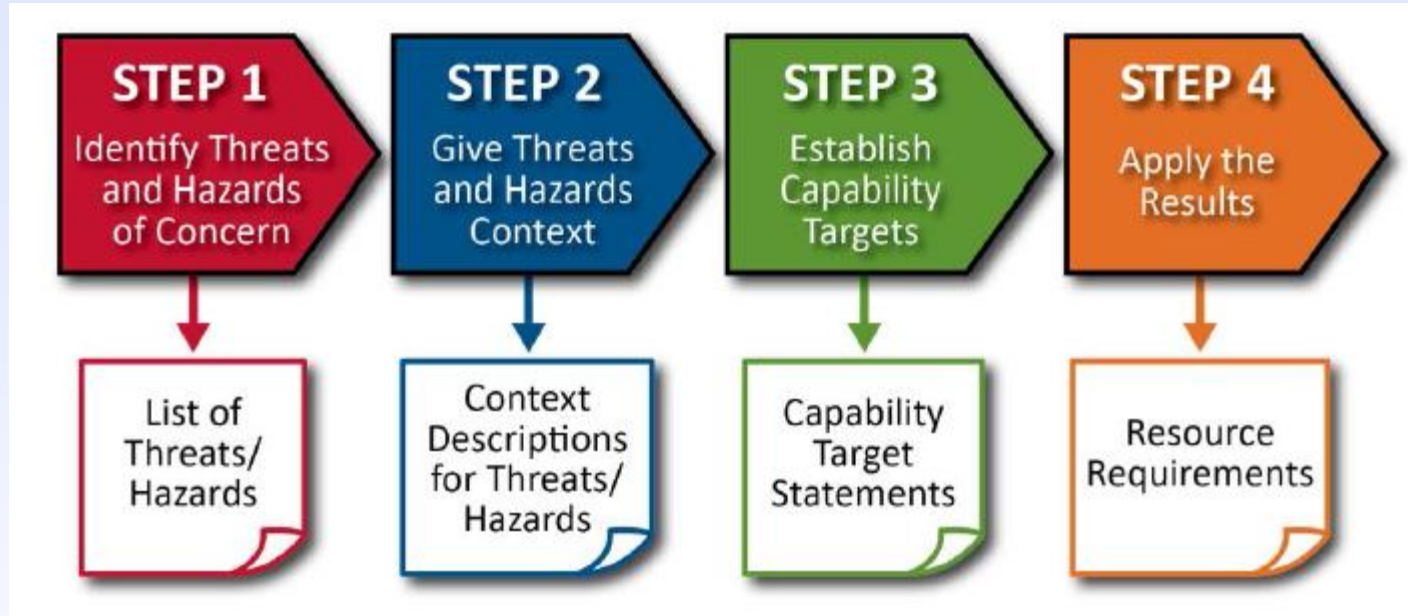 STEP 1
Identify Threats
and Hazards
of Concern
STEP 2
Give Threats
and Hazards
Context
STEP 3
Establish
Capability
Targets
STEP 4
Apply the
Results
List of
Threats/
Hazards
Context
Descriptions
for Threats/
Hazards
Capability
Target
Statements
Resource
Requirements